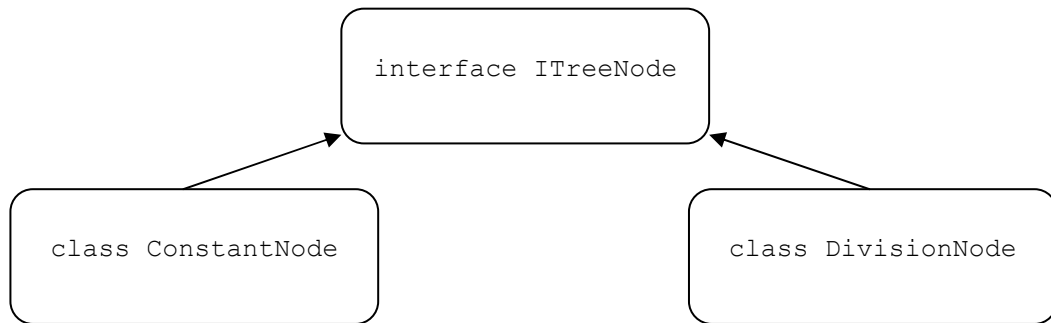 interface ITreeNode
class ConstantNode
class DivisionNode